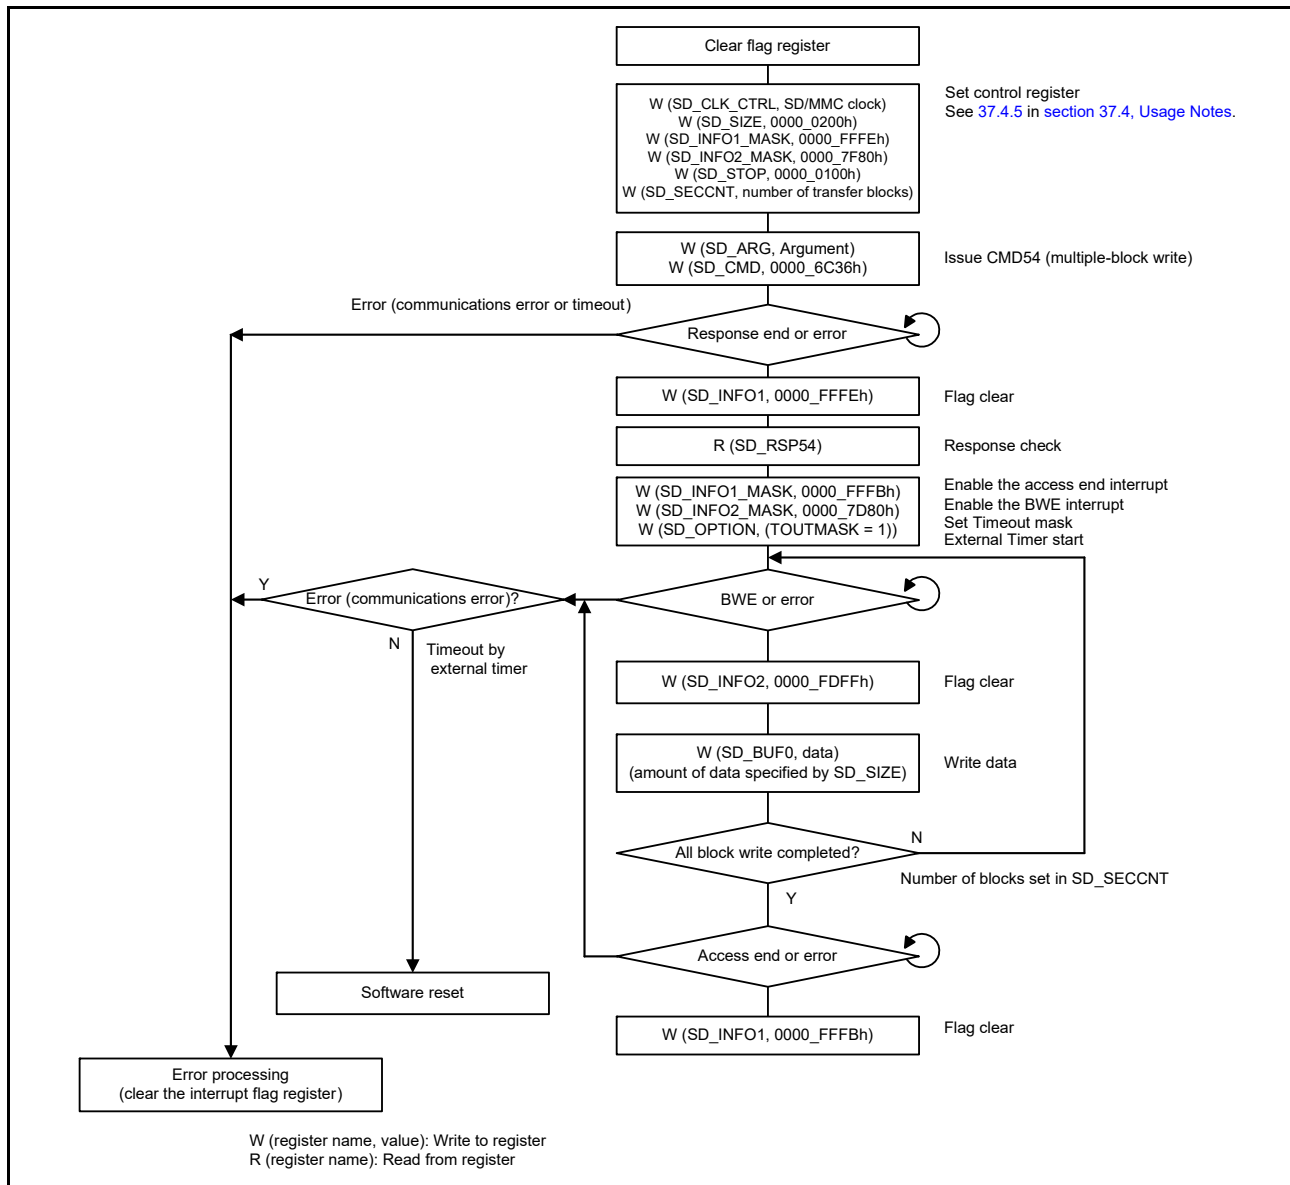 Clear flag register
W (SD_CLK_CTRL, SD/MMC clock)
W (SD_SIZE, 0000_0200h)
W (SD_INFO1_MASK, 0000_FFFEh)
W (SD_INFO2_MASK, 0000_7F80h)
W (SD_STOP, 0000_0100h)
W (SD_SECCNT, number of transfer blocks)
Set control register
See 37.4.5 in section 37.4, Usage Notes.
W (SD_ARG, Argument)
W (SD_CMD, 0000_6C36h)
Issue CMD54 (multiple-block write)
Error (communications error or timeout)
Response end or error
W (SD_INFO1, 0000_FFFEh)
Flag clear
R (SD_RSP54)
Response check
W (SD_INFO1_MASK, 0000_FFFBh)
W (SD_INFO2_MASK, 0000_7D80h)
W (SD_OPTION, (TOUTMASK = 1))
Enable the access end interrupt
Enable the BWE interrupt
Set Timeout mask
External Timer start
Y
Error (communications error)?
BWE or error
N
Timeout by
external timer
W (SD_INFO2, 0000_FDFFh)
Flag clear
W (SD_BUF0, data)
(amount of data specified by SD_SIZE)
Write data
All block write completed?
N
Number of blocks set in SD_SECCNT
Y
Access end or error
Software reset
W (SD_INFO1, 0000_FFFBh)
Flag clear
Error processing
(clear the interrupt flag register)
W (register name, value): Write to register
R (register name): Read from register